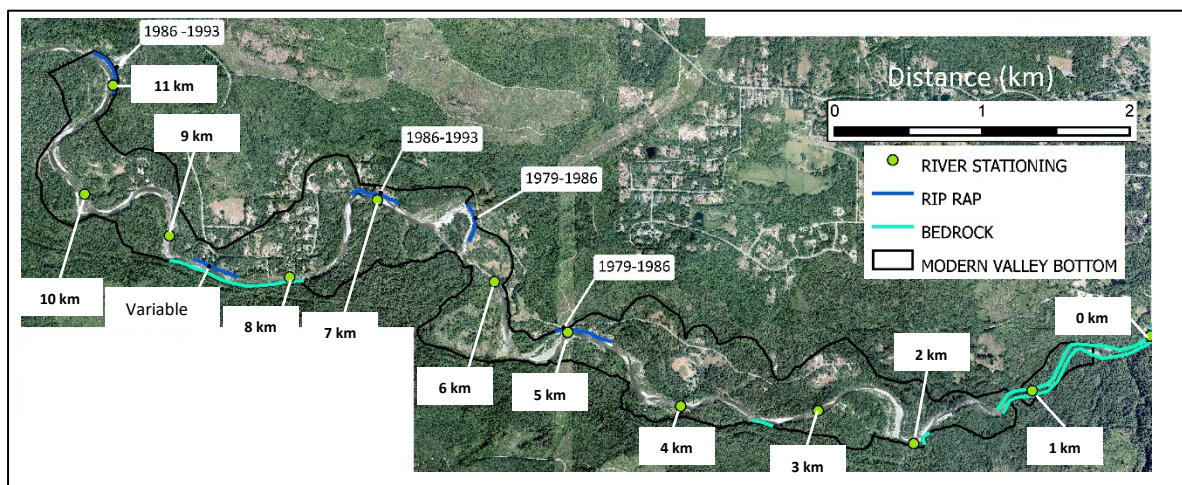 1986 -1993
11 km
9 km
1986-1993
1979-1986
Distance (km)
0 1 2
RIVER STATIONING
RIP RAP
BEDROCK
MODERN VALLEY BOTTOM
10 km
Variable
8 km
7 km
1979-1986
6 km
5 km
4 km
3 km
2 km
0 km
1 km